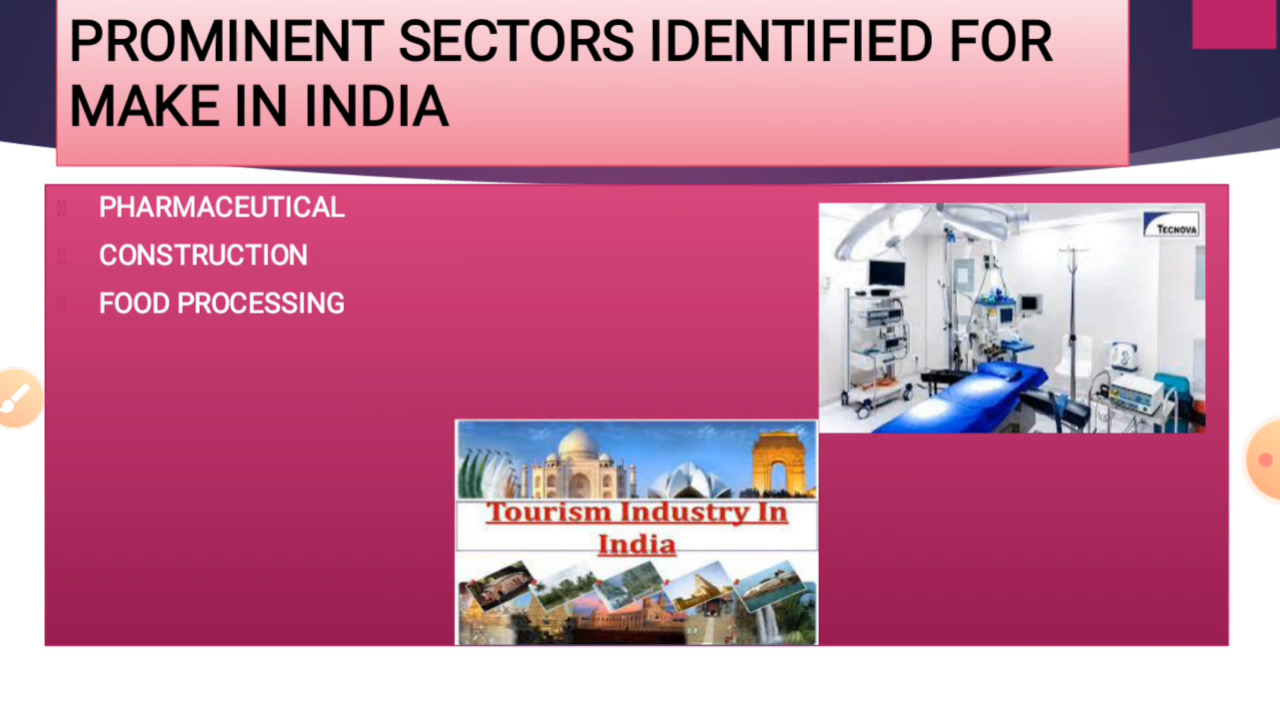 PROMINENT SECTORS IDENTIFIED FOR
MAKE IN INDIA
PHARMACEUTICAL
CONSTRUCTION
FOOD PROCESSING
TECNOVA
Tourism Industry In
India